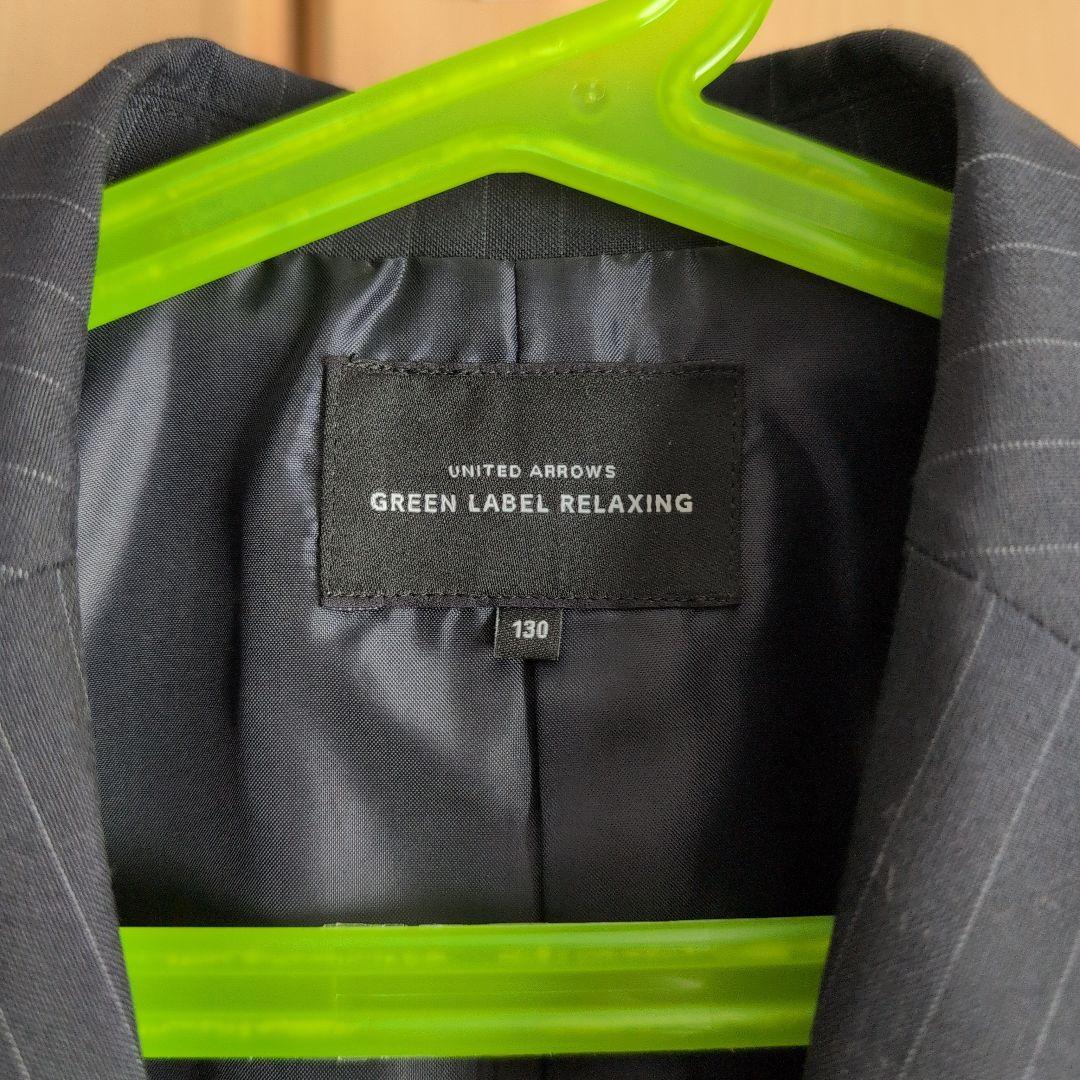 UNITED ARROWS
GREEN LABEL RELAXING
130